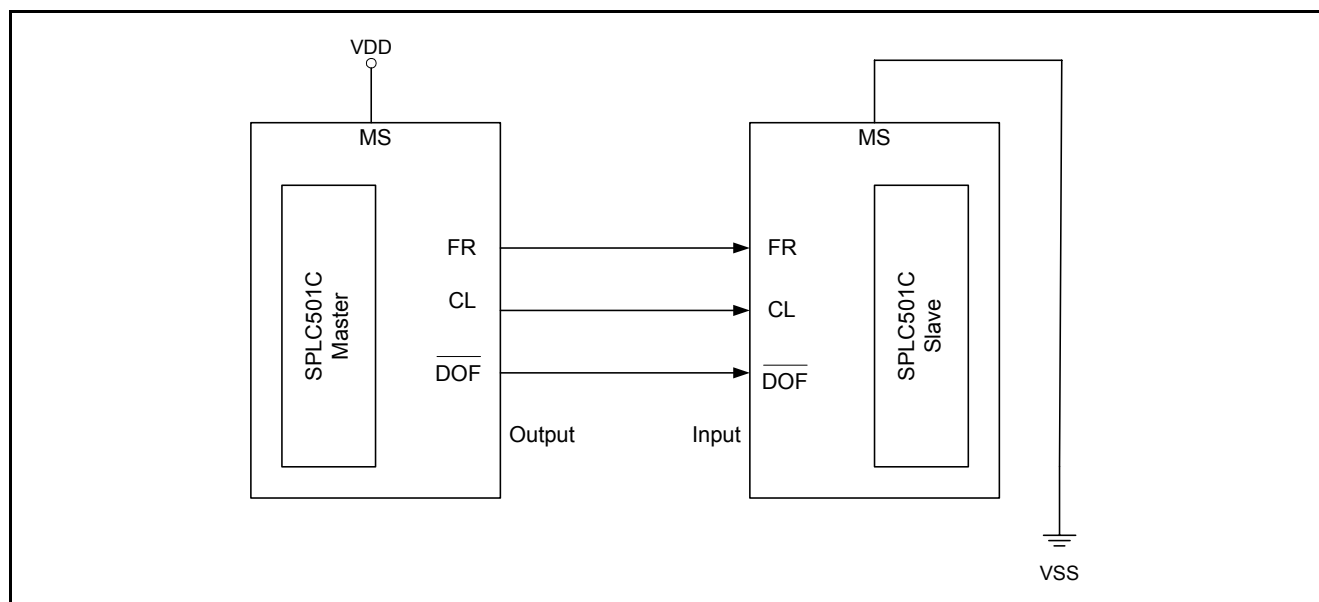 VDD
MS
MS
SPLC501C
Master
FR
FR
CL
CL
DOF
DOF
SPLC501C
Slave
Output
Input
VSS